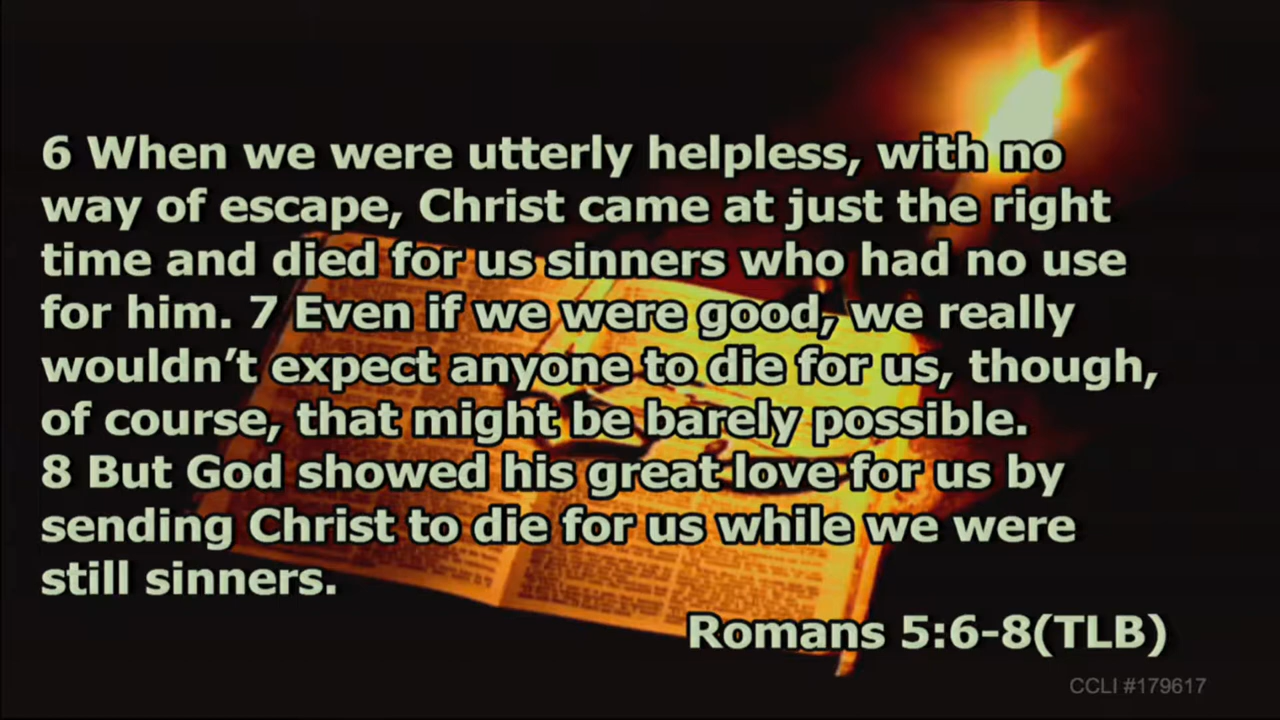 6 When we were utterly helpless, with no
way of escape, Christ came at just the right
time and died for us sinners who had no use
for him. 7 Even if we were good, we really
wouldn’t expect anyone to die for us, though,
of course, that might be barely possible.
8 But God showed his great love for us by
sending Christ to die for us while we were
still sinners.
Romans 5:6-8(TLB)
CCLI #179617